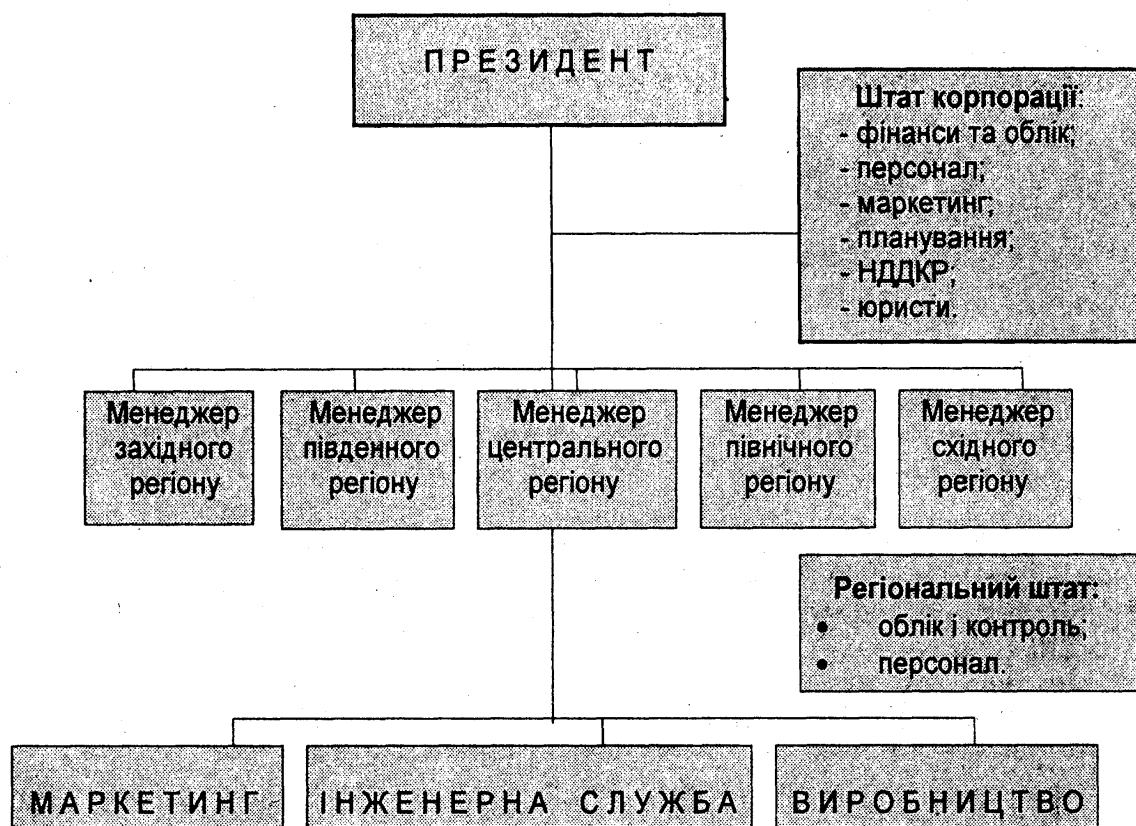 ПРЕЗИДЕНТ
Штат корпорації:
- фінанси та облік;
- персонал;
- маркетинг;
- планування;
- НДДКР;
- юристи.
Менеджер
західного
регіону
Менеджер
південного
регіону
Менеджер
центрального
регіону
Менеджер
північного
регіону
Менеджер
східного
регіону
Регіональний штат:
• облік і контроль;
• персонал.
МАРКЕТИНГ
ІНЖЕНЕРНА СЛУЖБА
ВИРОБНИЦТВО